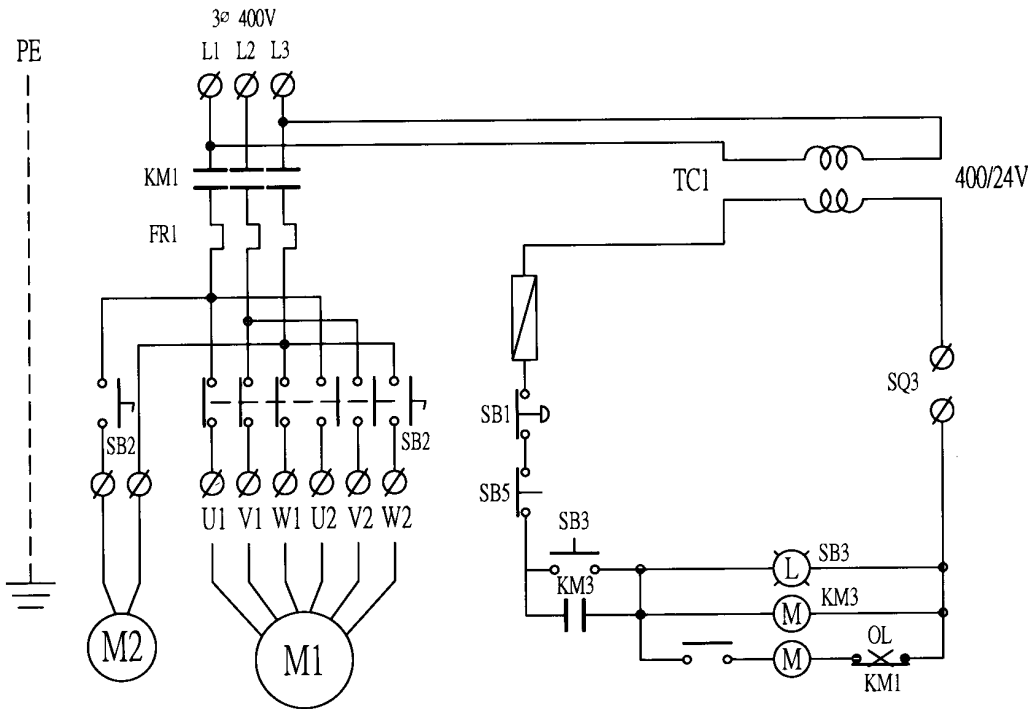 3ø 400V
PE
L1 L2 L3
KM1
TC1
400/24V
FR1
SQ3
SB1
SB2
SB2
SB5
U1 V1 W1 U2 V2 W2
SB3
SB3
L
KM3
KM3
M
OL
M
KM1
M2
M1